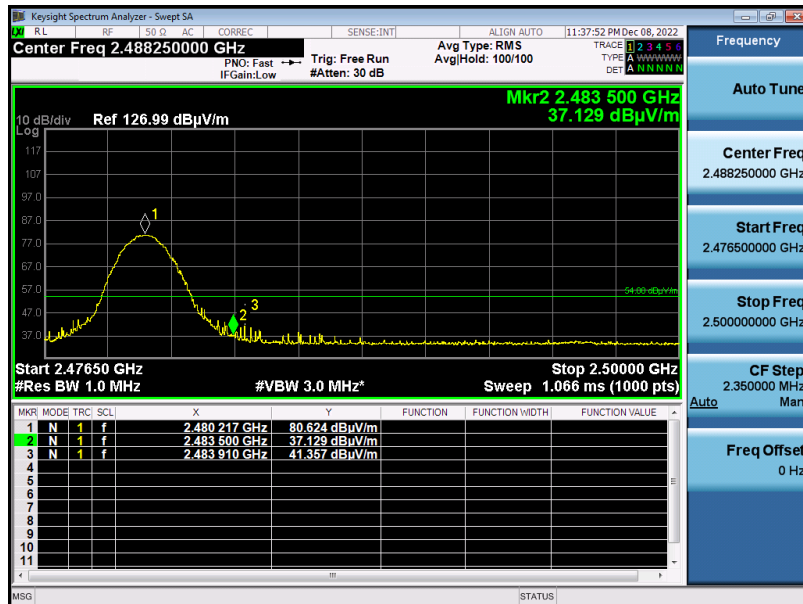 Keysight Spectrum Analyzer - Swept SA
LXI RL RF 50 Ω AC CORREC SENSE:INT ALIGN AUTO 11:37:52 PM Dec 08, 2022
Center Freq 2.488250000 GHz
PNO: Fast
IFGain:Low
Trig: Free Run
#Atten: 30 dB
Avg Type: RMS
Avg|Hold: 100/100
TRACE 1 2 3 4 5 6
TYPE A WWWWW
DET A N N N N N
Mkr2 2.483 500 GHz
37.129 dBµV/m
10 dB/div Ref 126.99 dBµV/m
Log
117
107
97.0
87.0
77.0
67.0
57.0
47.0
37.0
1
2
3
54.00 dBµV/m
Start 2.47650 GHz Stop 2.50000 GHz
#Res BW 1.0 MHz #VBW 3.0 MHz* Sweep 1.066 ms (1000 pts)
MKR MODE TRC SCL X Y FUNCTION FUNCTION WIDTH FUNCTION VALUE
1 N 1 f 2.480 217 GHz 80.624 dBµV/m
2 N 1 f 2.483 500 GHz 37.129 dBµV/m
3 N 1 f 2.483 910 GHz 41.357 dBµV/m
4
5
6
7
8
9
10
11
MSG STATUS
Frequency
Auto Tune
Center Freq
2.488250000 GHz
Start Freq
2.476500000 GHz
Stop Freq
2.500000000 GHz
CF Step
2.350000 MHz
Auto Man
Freq Offset
0 Hz